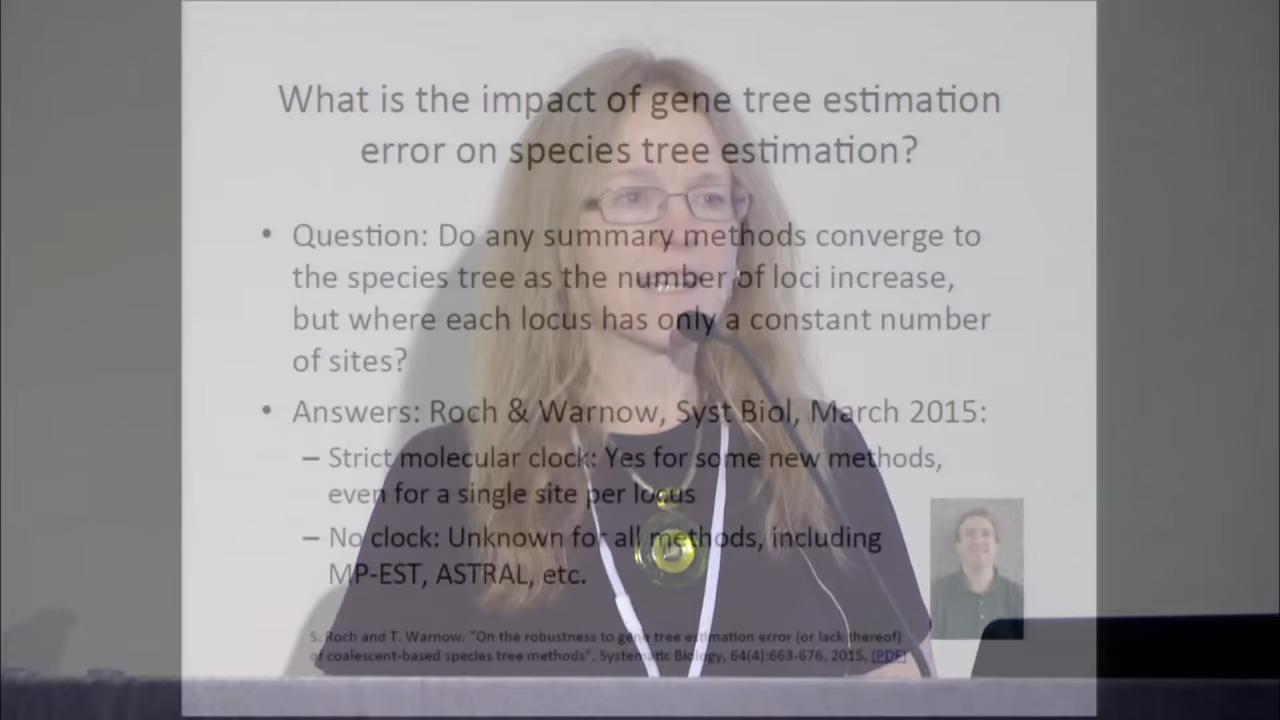 What is the impact of gene tree estimation
error on species tree estimation?
• Question: Do any summary methods converge to
the species tree as the number of loci increase,
but where each locus has only a constant number
of sites?
• Answers: Roch & Warnow, Syst Biol, March 2015:
– Strict molecular clock: Yes for some new methods,
even for a single site per locus
– No clock: Unknown for all methods, including
MP-EST, ASTRAL, etc.
S. Roch and T. Warnow. "On the robustness to gene tree estimation error (or lack thereof)
of coalescent-based species tree methods", Systematic Biology, 64(4):663-676, 2015, (PDF)